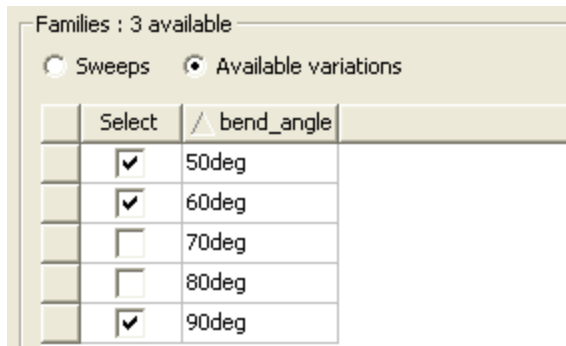 Families : 3 available
Sweeps Available variations
Select bend_angle
50deg
60deg
70deg
80deg
90deg